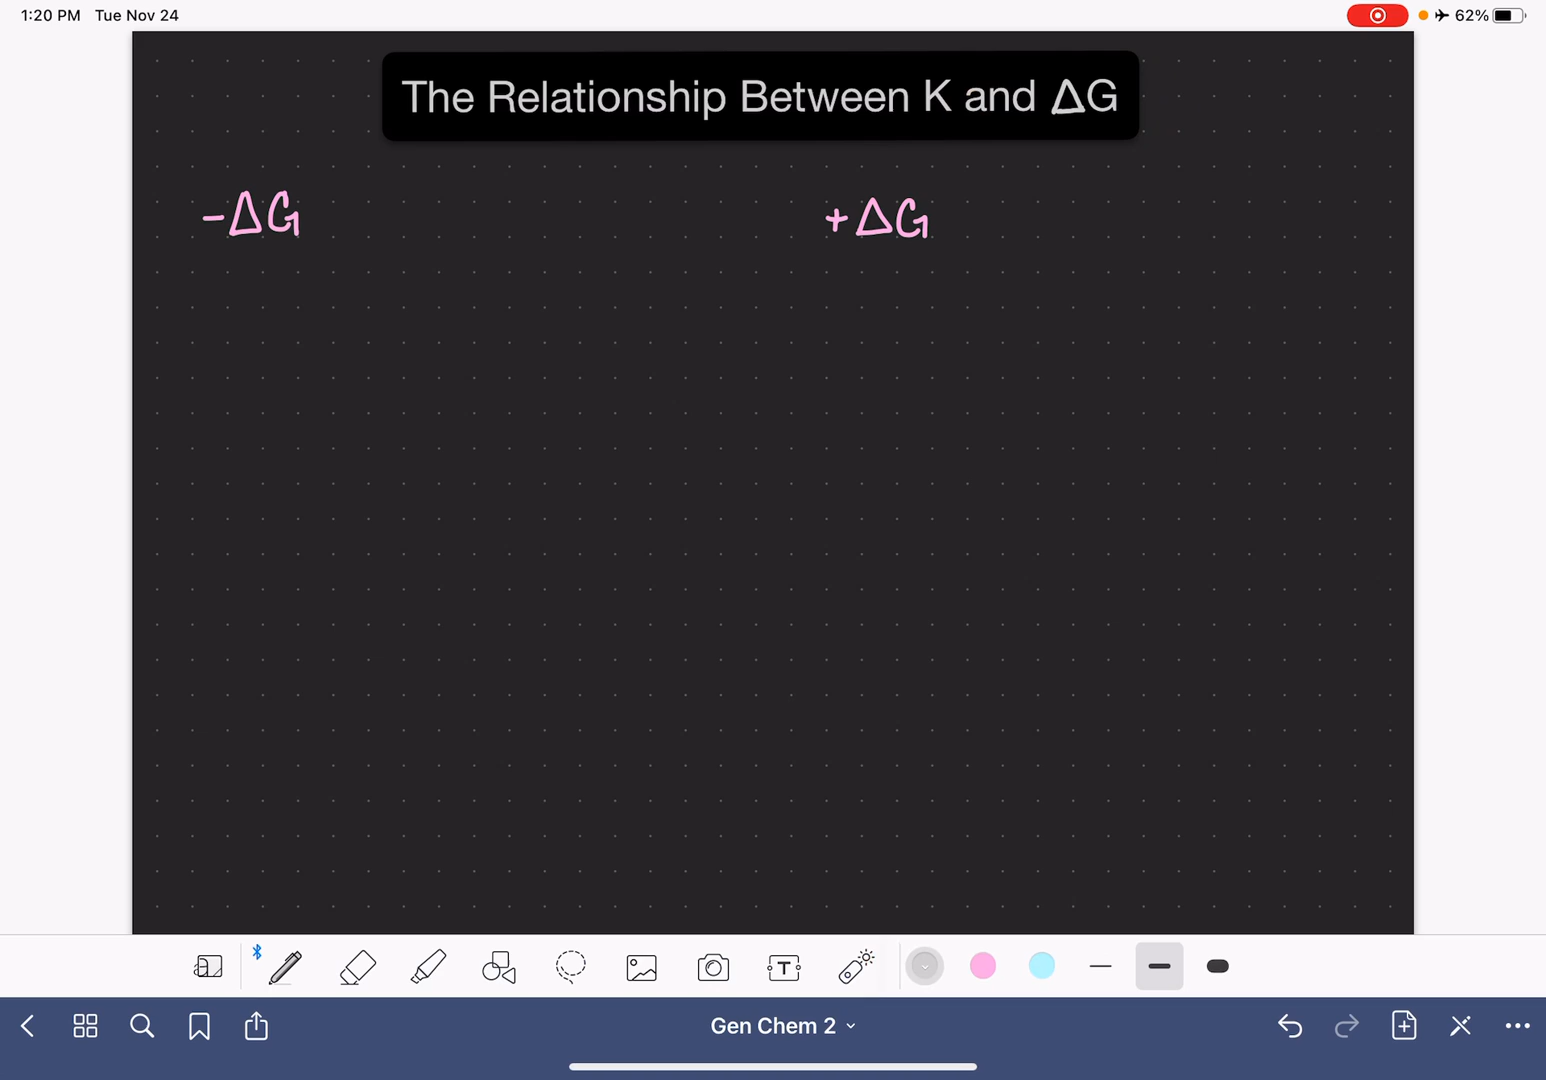 1:20 PM Tue Nov 24
62%
The Relationship Between K and ΔG
-ΔG
+ΔG
T
Gen Chem 2